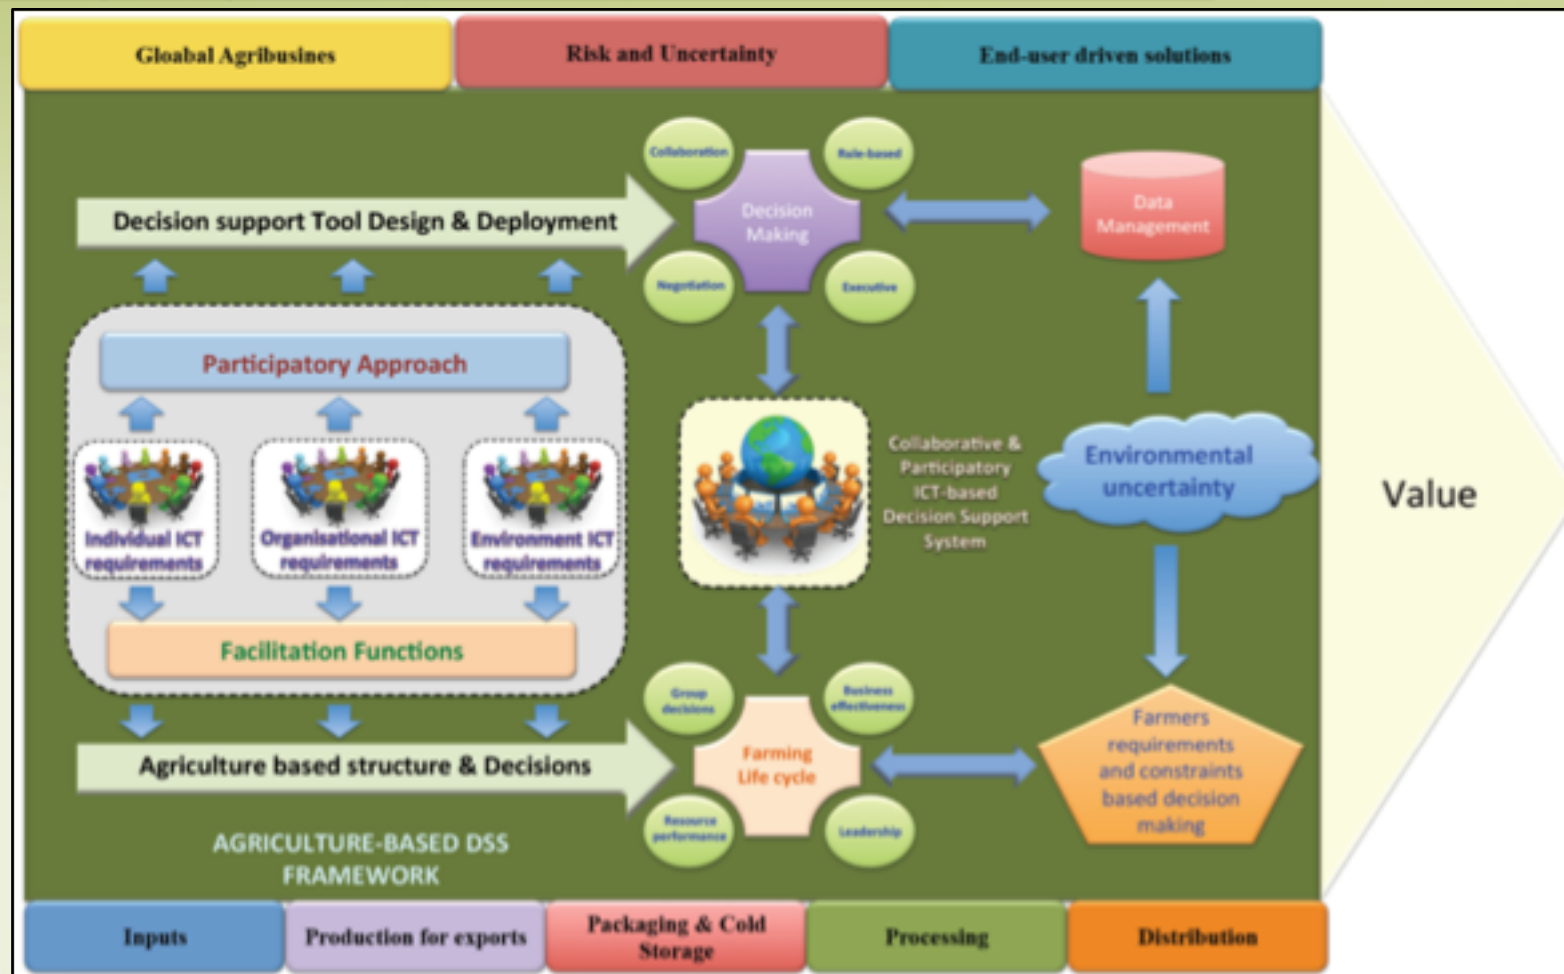 Gloabal Agribusines
Risk and Uncertainty
End-user driven solutions
Collaboration
Rule-based
Decision support Tool Design & Deployment
Decision
Making
Data
Management
Negotiation
Executive
Participatory Approach
Individual ICT
requirements
Organisational ICT
requirements
Environment ICT
requirements
Collaborative &
Participatory
ICT-based
Decision Support
System
Environmental
uncertainty
Value
Facilitation Functions
Group
decisions
Business
effectiveness
Agriculture based structure & Decisions
Farming
Life cycle
Farmers
requirements
and constraints
based decision
making
Resource
performance
Leadership
AGRICULTURE-BASED DSS
FRAMEWORK
Inputs
Production for exports
Packaging & Cold
Storage
Processing
Distribution